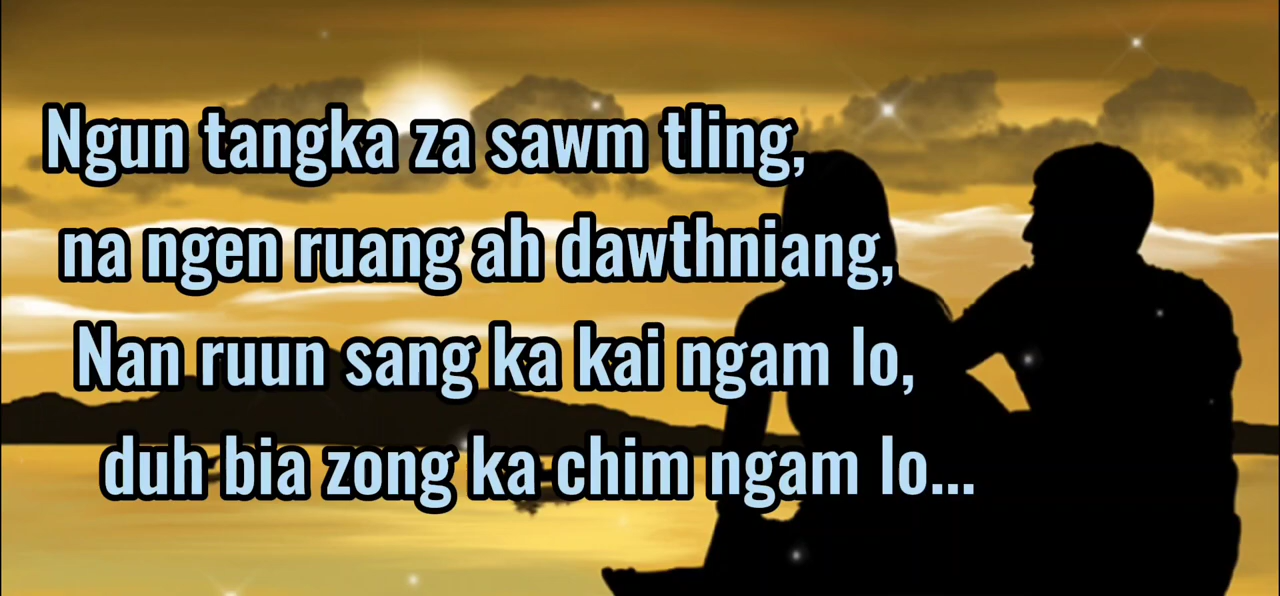 Ngun tangka za sawm tling,
na ngen ruang ah dawthniang,
Nan ruun sang ka kai ngam lo,
duh bia zong ka chim ngam lo...